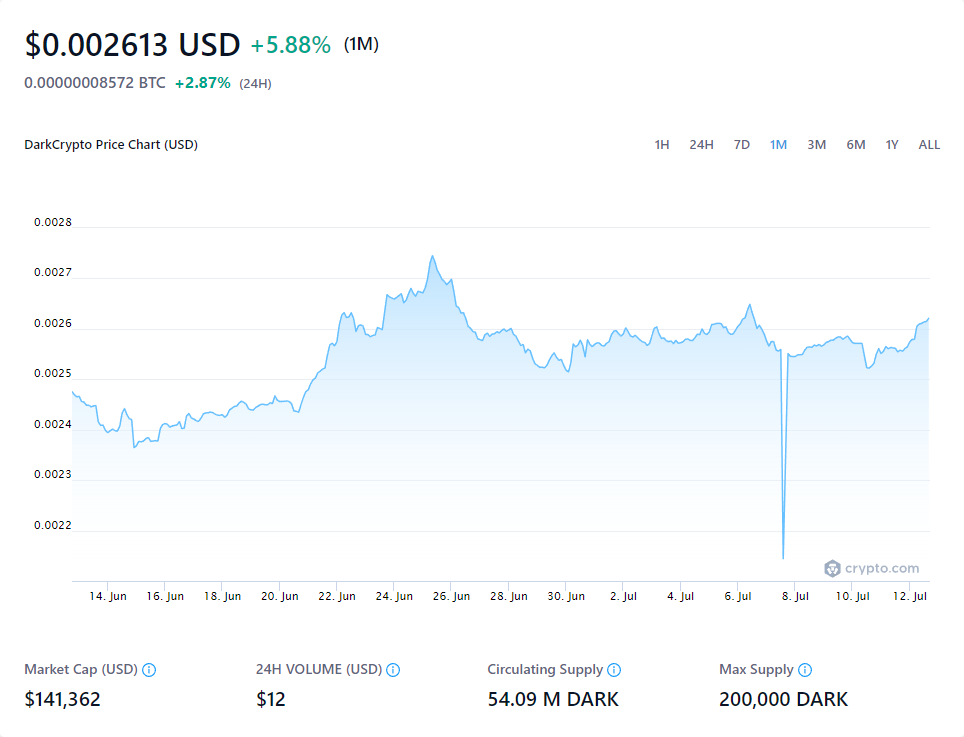 $0.002613 USD +5.88% (1M)
0.00000008572 BTC +2.87% (24H)
DarkCrypto Price Chart (USD) 1H 24H 7D 1M 3M 6M 1Y ALL
0.0028
0.0027
0.0026
0.0025
0.0024
0.0023
0.0022
crypto.com
14. Jun 16. Jun 18. Jun 20. Jun 22. Jun 24. Jun 26. Jun 28. Jun 30. Jun 2. Jul 4. Jul 6. Jul 8. Jul 10. Jul 12. Jul
Market Cap (USD) 24H VOLUME (USD) Circulating Supply Max Supply
$141,362 $12 54.09 M DARK 200,000 DARK